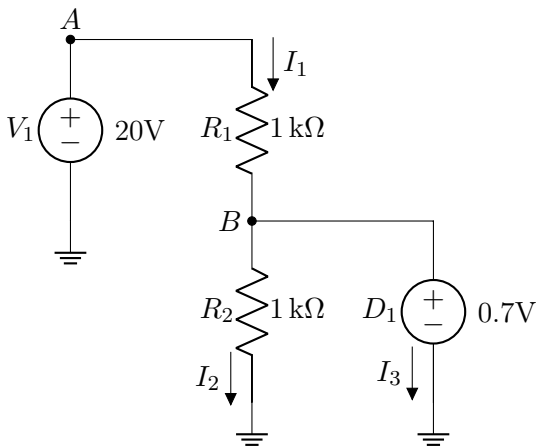 A
I₁
V₁ 20V R₁ 1 kΩ
B
R₂ 1 kΩ D₁ 0.7V
I₂ I₃